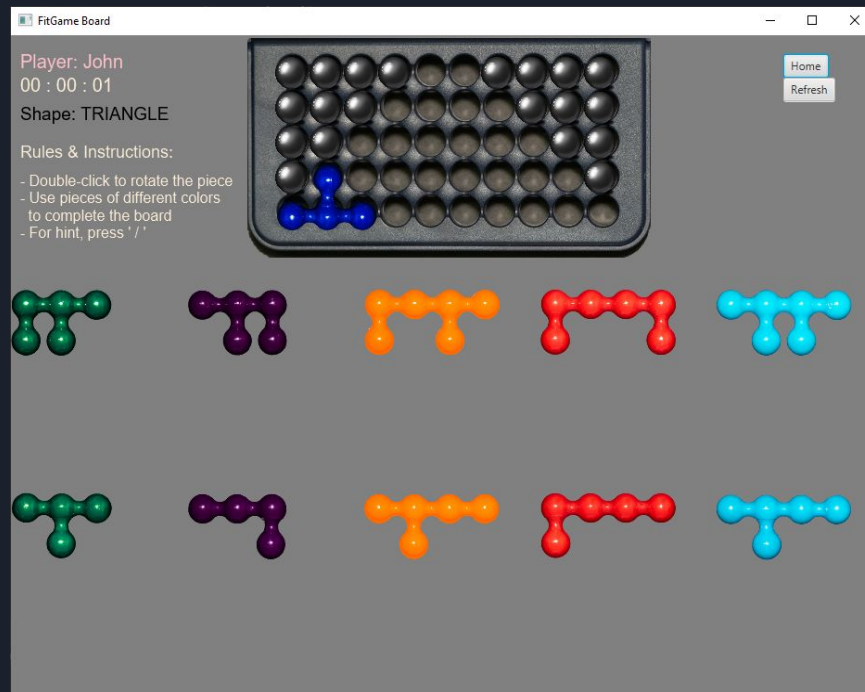 FitGame Board
Player: John
00 : 00 : 01
Shape: TRIANGLE
Rules & Instructions:
- Double-click to rotate the piece
- Use pieces of different colors
to complete the board
- For hint, press ' / '
Home
Refresh